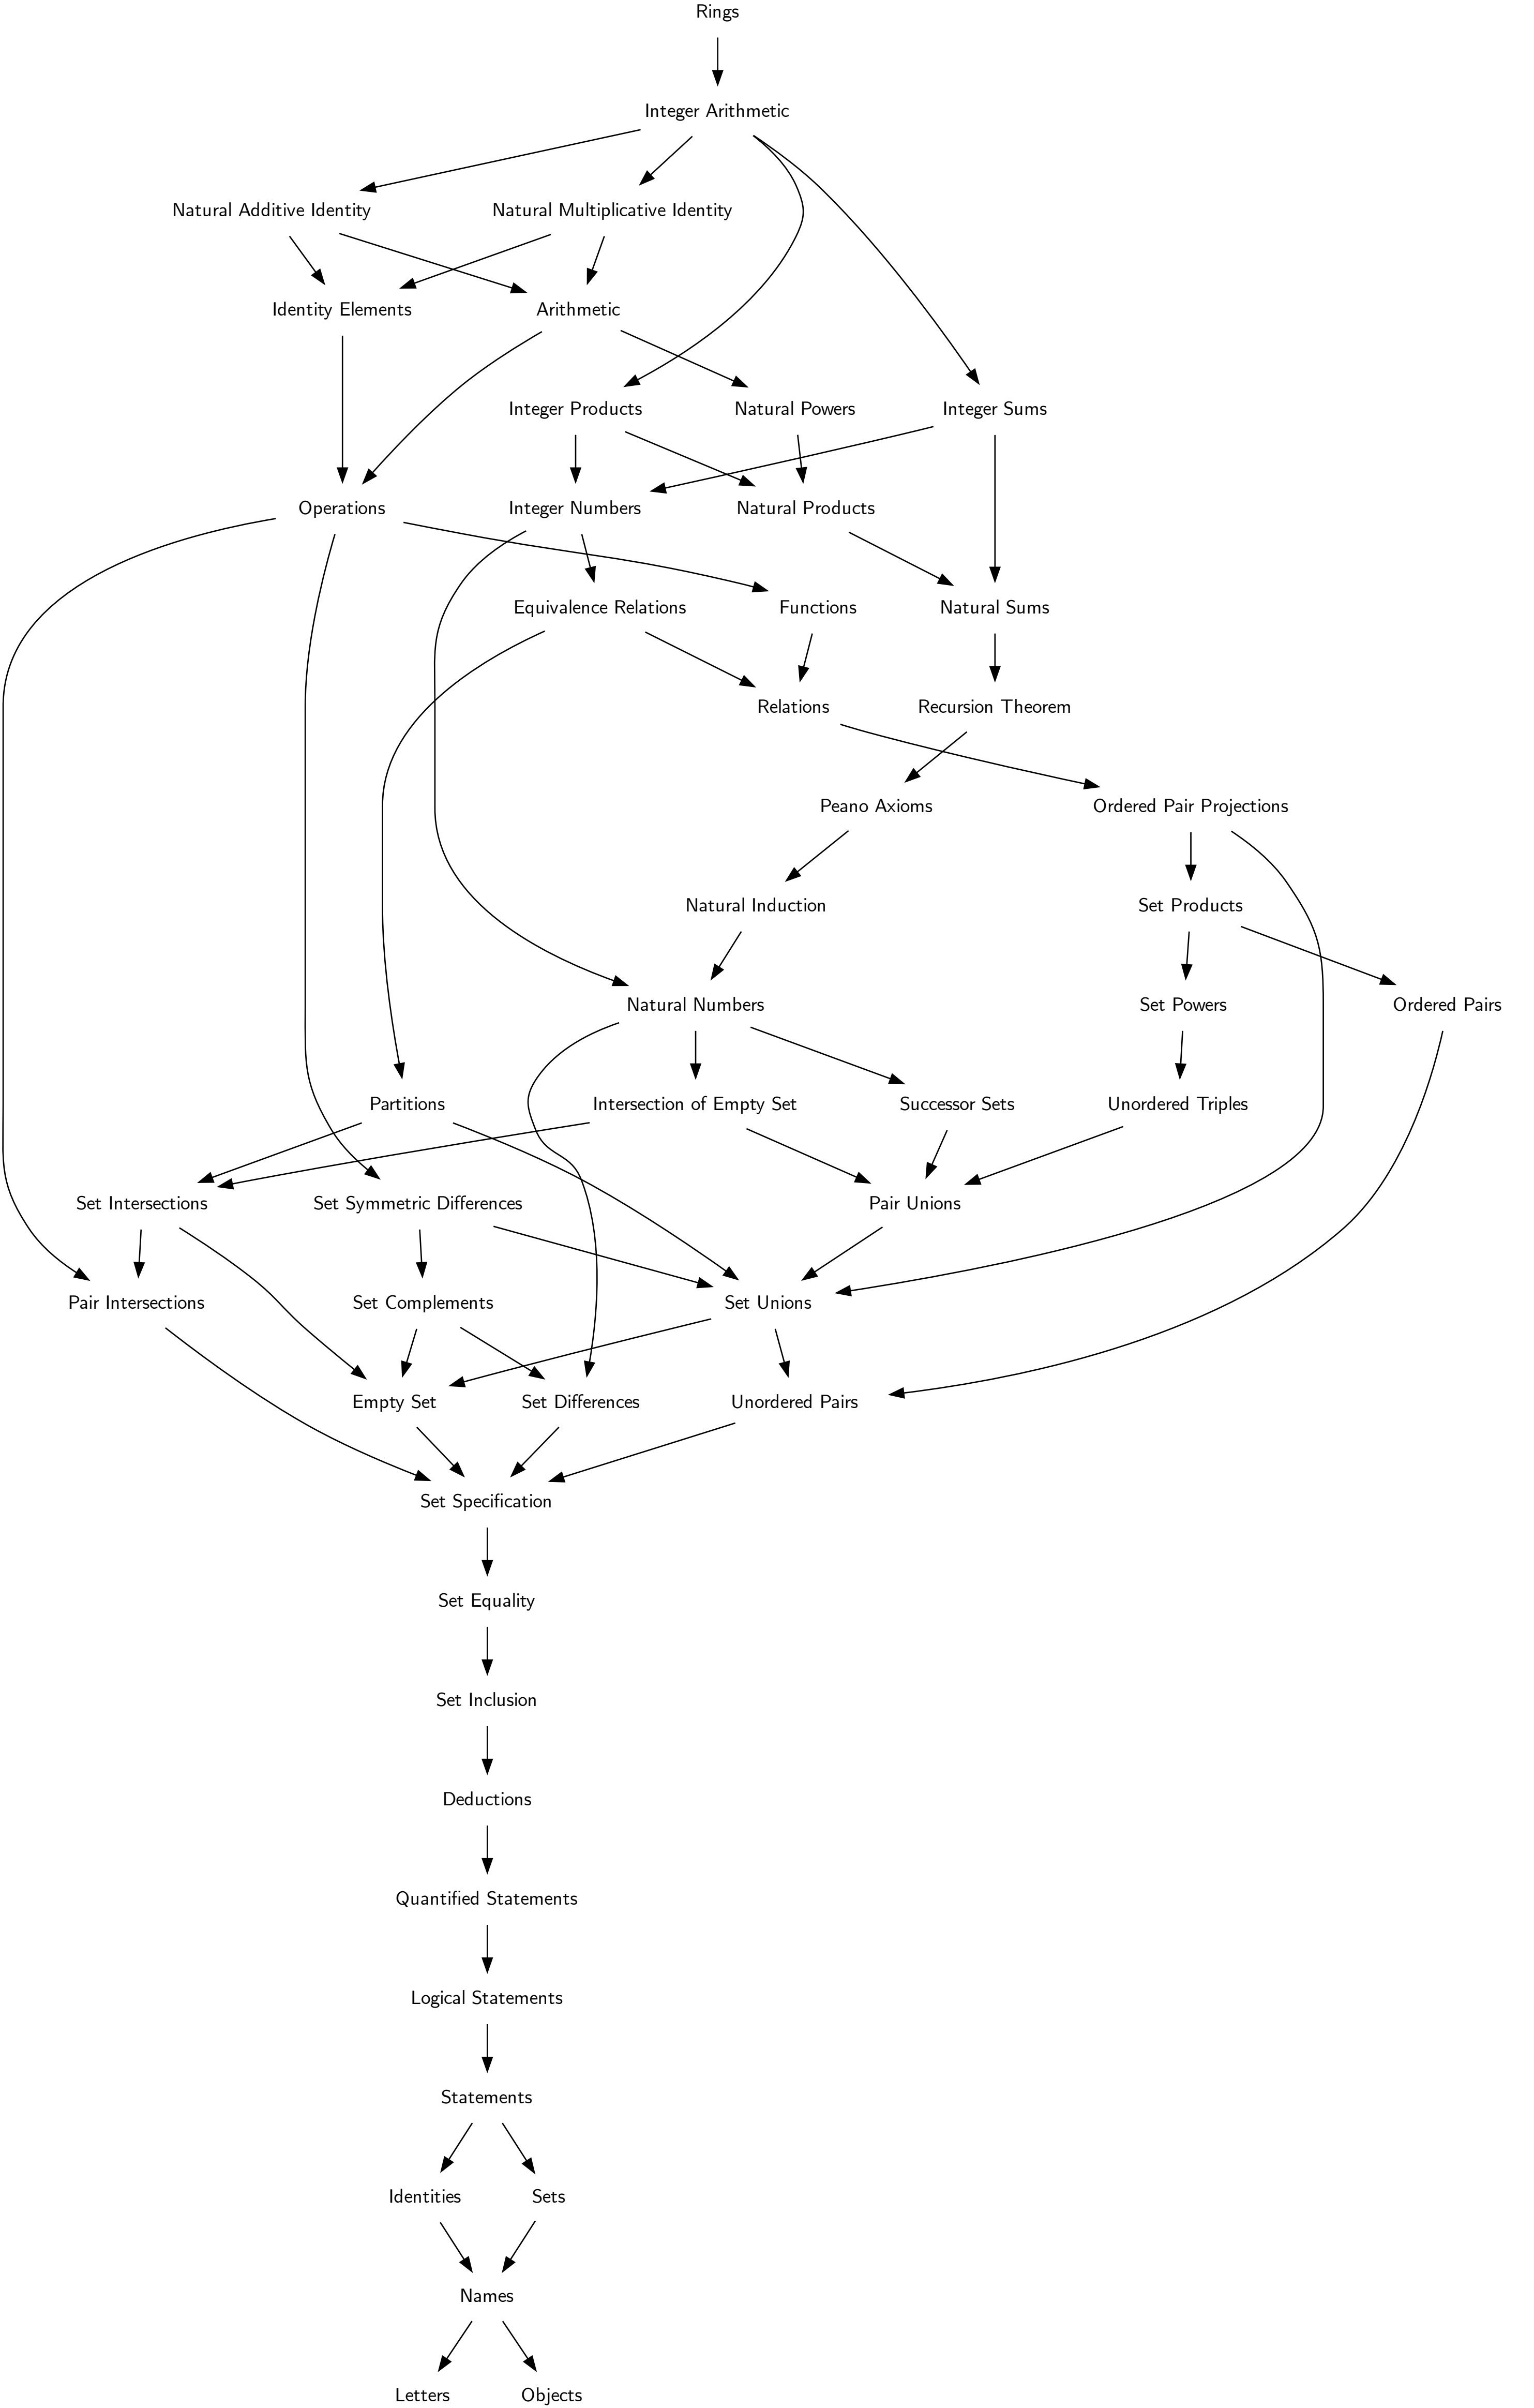 Rings
Integer Arithmetic
Natural Additive Identity
Natural Multiplicative Identity
Identity Elements
Arithmetic
Integer Products
Natural Powers
Integer Sums
Operations
Integer Numbers
Natural Products
Equivalence Relations
Functions
Natural Sums
Relations
Recursion Theorem
Peano Axioms
Ordered Pair Projections
Natural Induction
Set Products
Natural Numbers
Set Powers
Ordered Pairs
Partitions
Intersection of Empty Set
Successor Sets
Unordered Triples
Set Intersections
Set Symmetric Differences
Pair Unions
Pair Intersections
Set Complements
Set Unions
Empty Set
Set Differences
Unordered Pairs
Set Specification
Set Equality
Set Inclusion
Deductions
Quantified Statements
Logical Statements
Statements
Identities
Sets
Names
Letters
Objects